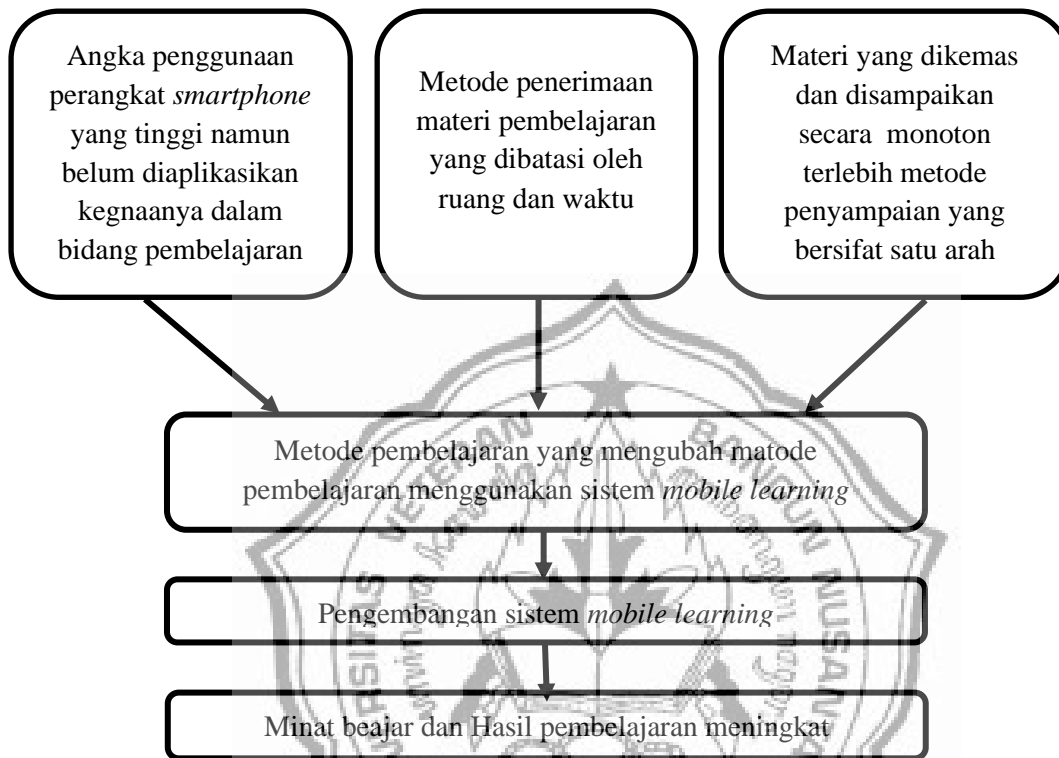 Angka penggunaan
perangkat smartphone
yang tinggi namun
belum diaplikasikan
kegnaanya dalam
bidang pembelajaran
Metode penerimaan
materi pembelajaran
yang dibatasi oleh
ruang dan waktu
Materi yang dikemas
dan disampaikan
secara monoton
terlebih metode
penyampaian yang
bersifat satu arah
Metode pembelajaran yang mengubah matode
pembelajaran menggunakan sistem mobile learning
Pengembangan sistem mobile learning
Minat beajar dan Hasil pembelajaran meningkat
VETERAN
BANGUN